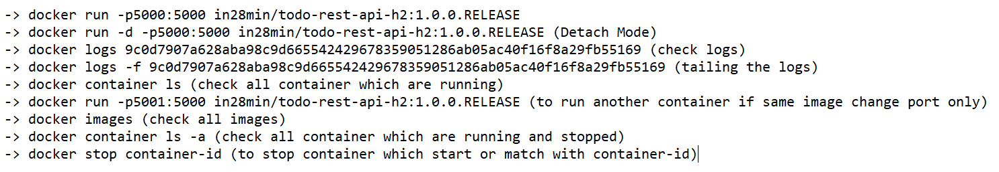 -> docker run -p5000:5000 in28min/todo-rest-api-h2:1.0.0.RELEASE
-> docker run -d -p5000:5000 in28min/todo-rest-api-h2:1.0.0.RELEASE (Detach Mode)
-> docker logs 9c0d7907a628aba98c9d665542429678359051286ab05ac40f16f8a29fb55169 (check logs)
-> docker logs -f 9c0d7907a628aba98c9d665542429678359051286ab05ac40f16f8a29fb55169 (tailing the logs)
-> docker container ls (check all container which are running)
-> docker run -p5001:5000 in28min/todo-rest-api-h2:1.0.0.RELEASE (to run another container if same image change port only)
-> docker images (check all images)
-> docker container ls -a (check all container which are running and stopped)
-> docker stop container-id (to stop container which start or match with container-id)